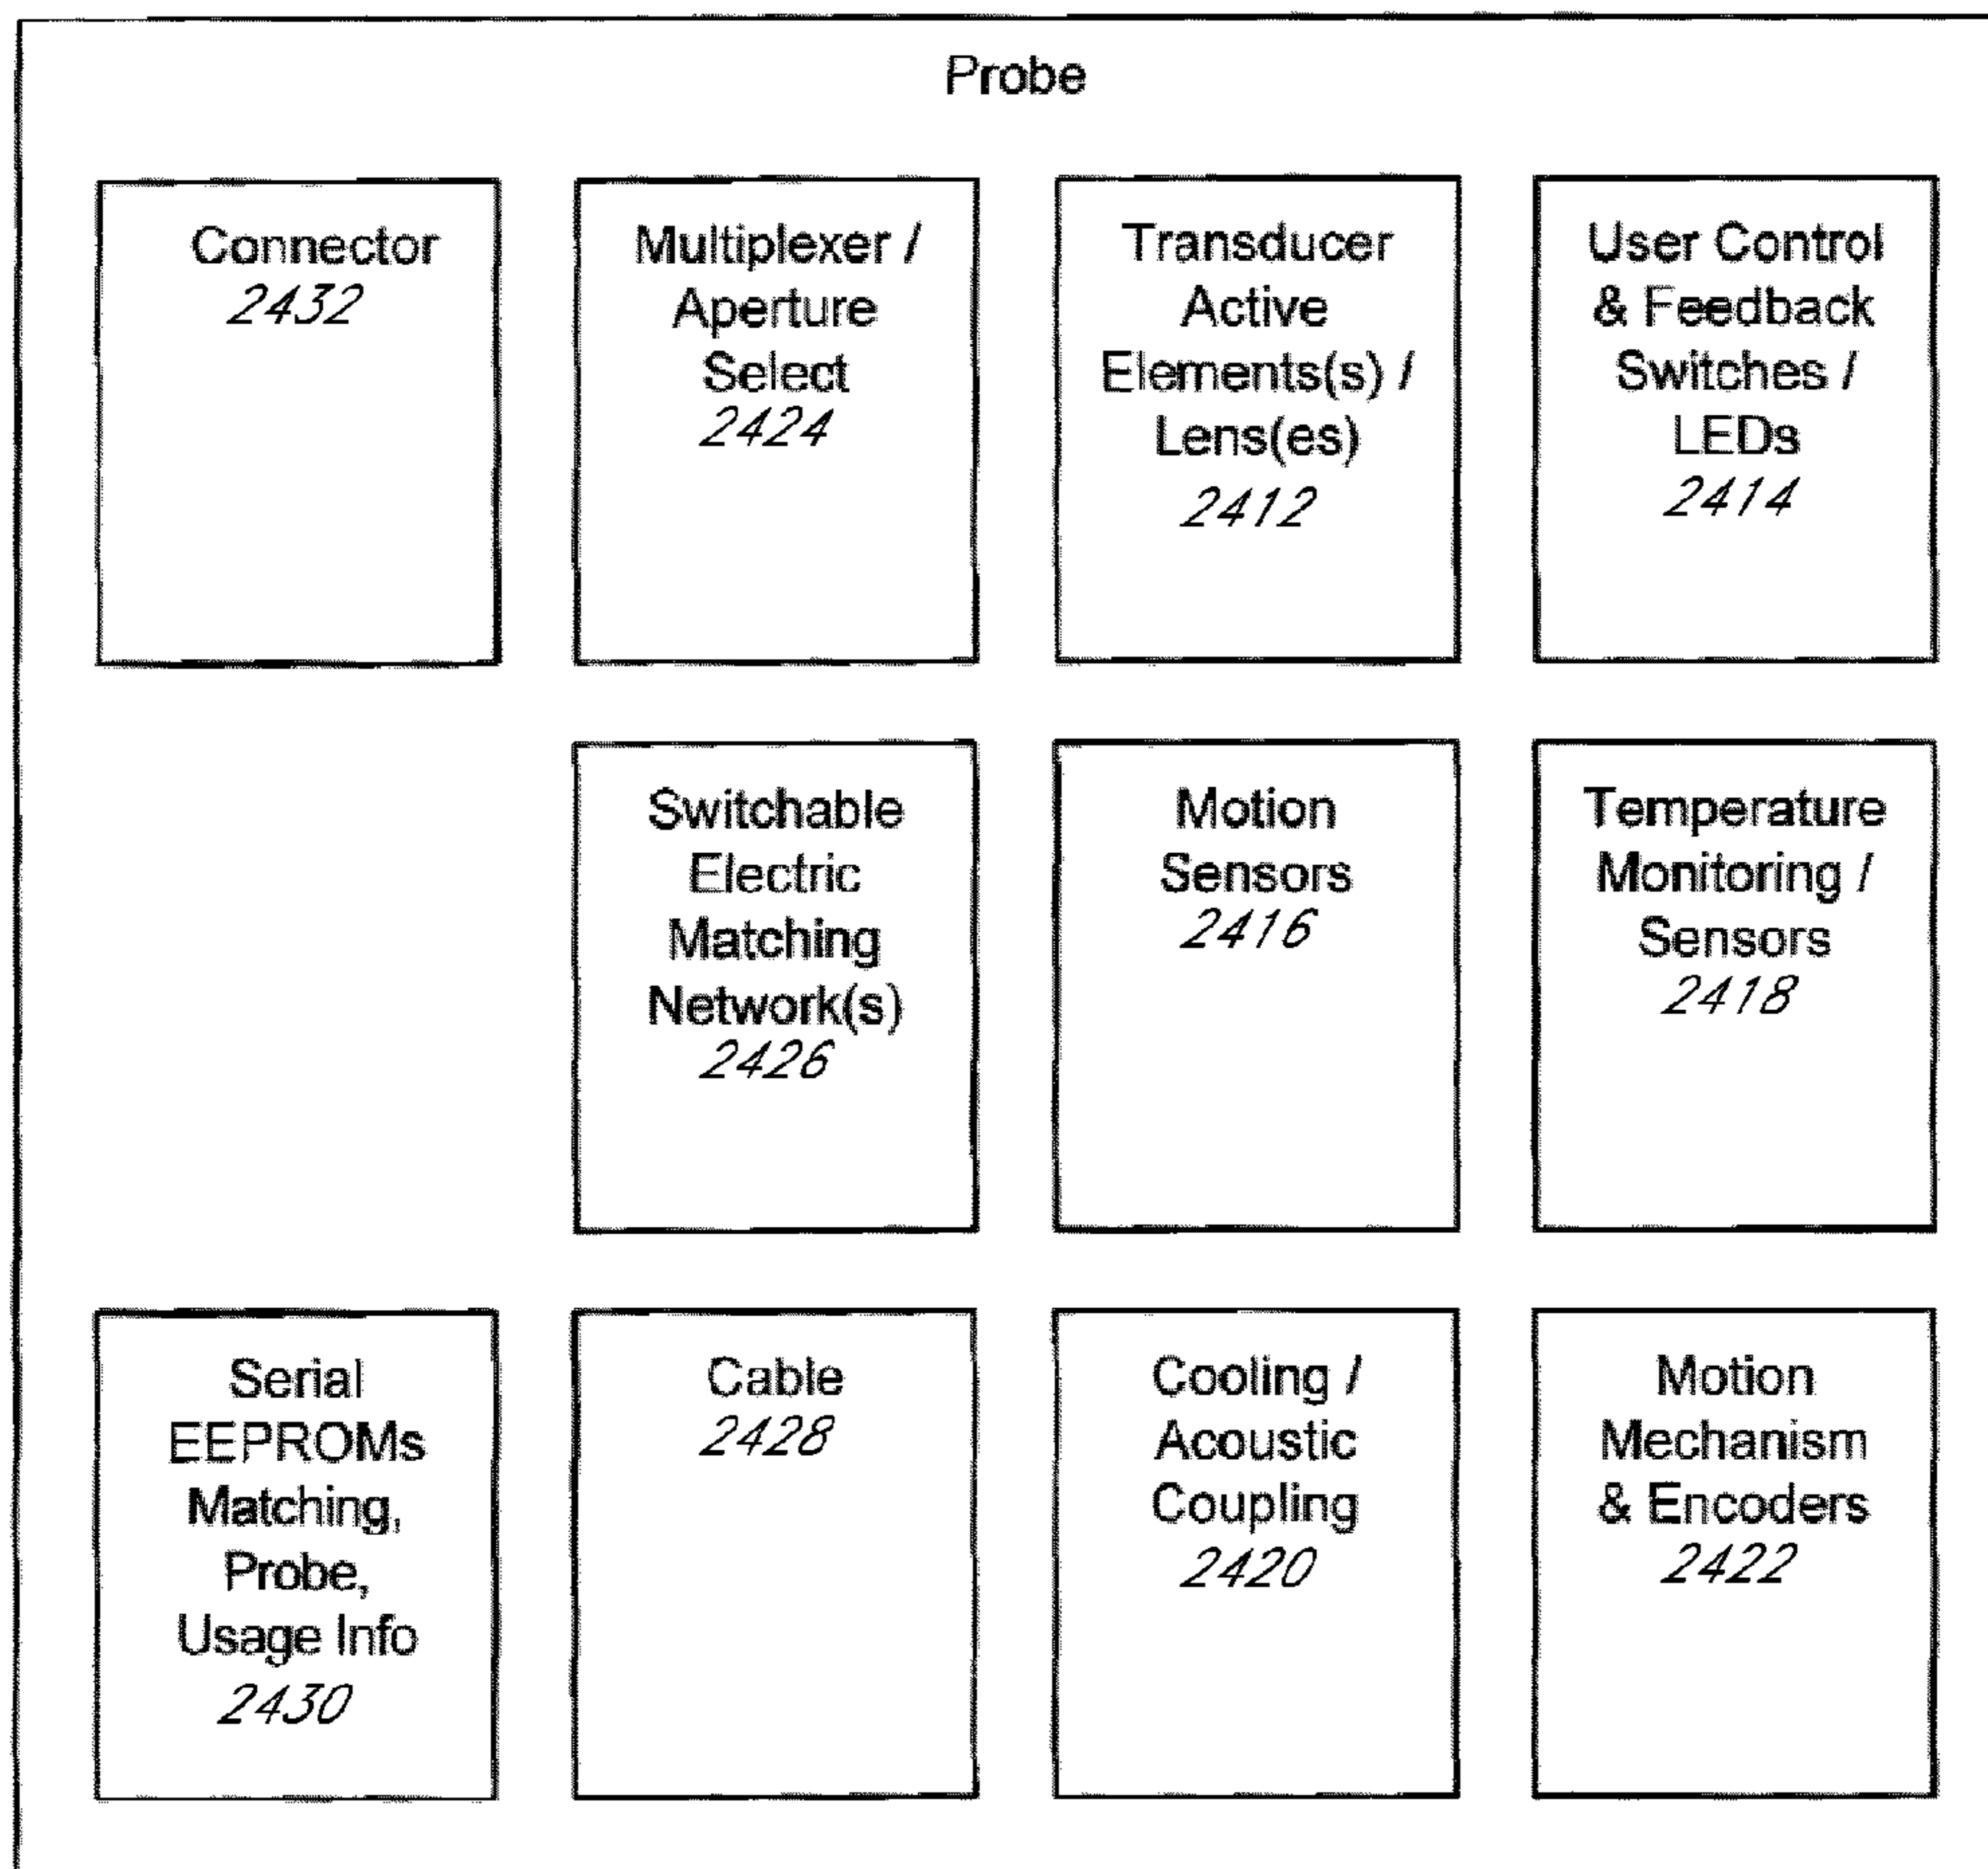 Probe
Connector
2432
Multiplexer /
Aperture
Select
2424
Transducer
Active
Elements(s) /
Lens(es)
2412
User Control
& Feedback
Switches /
LEDs
2414
Switchable
Electric
Matching
Network(s)
2426
Motion
Sensors
2416
Temperature
Monitoring /
Sensors
2418
Serial
EEPROMs
Matching,
Probe,
Usage Info
2430
Cable
2428
Cooling /
Acoustic
Coupling
2420
Motion
Mechanism
& Encoders
2422